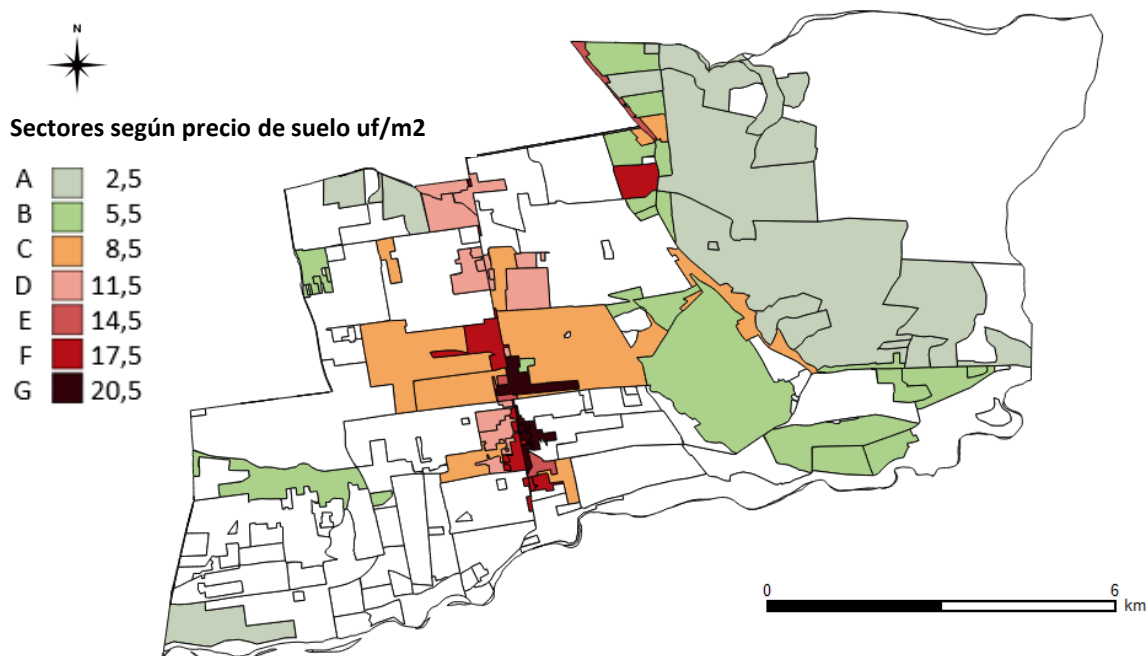 N
Sectores según precio de suelo uf/m2
A 2,5
B 5,5
C 8,5
D 11,5
E 14,5
F 17,5
G 20,5
0 6
km